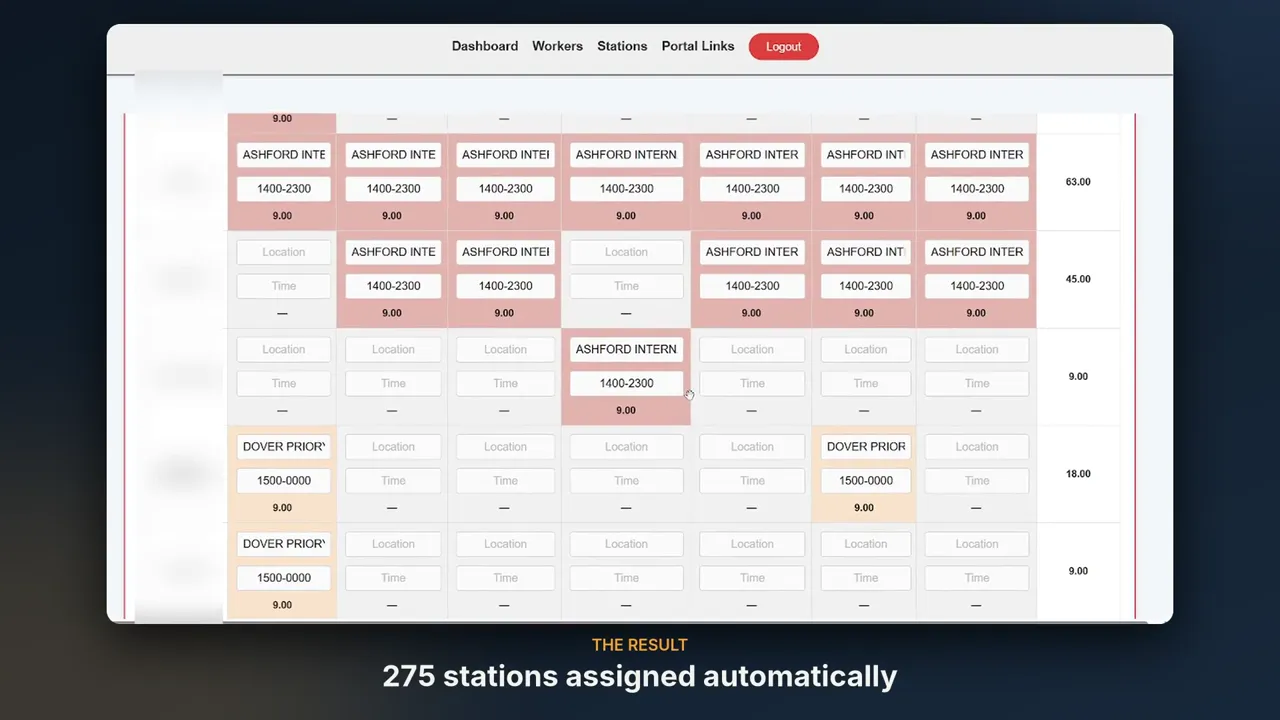 Dashboard Workers Stations Portal Links Logout
9.00 — — — — — —
ASHFORD INTE ASHFORD INTE ASHFORD INTEI ASHFORD INTERN. ASHFORD INTER ASHFORD INT ASHFORD INTER
1400-2300 1400-2300 1400-2300 1400-2300 1400-2300 1400-2300 1400-2300 63.00
9.00 9.00 9.00 9.00 9.00 9.00 9.00
Location ASHFORD INTE ASHFORD INTEI Location ASHFORD INTER ASHFORD INT ASHFORD INTER
Time 1400-2300 1400-2300 Time 1400-2300 1400-2300 1400-2300 45.00
— 9.00 9.00 — 9.00 9.00 9.00
Location Location Location ASHFORD INTERN. Location Location Location
Time Time Time 1400-2300 Time Time Time 9.00
— — — 9.00 — — —
DOVER PRIORY Location Location Location Location DOVER PRIOR Location
1500-0000 Time Time Time Time 1500-0000 Time 18.00
9.00 — — — — 9.00 —
DOVER PRIORY Location Location Location Location Location Location
1500-0000 Time Time Time Time Time Time 9.00
9.00 — — — — — —
THE RESULT
275 stations assigned automatically